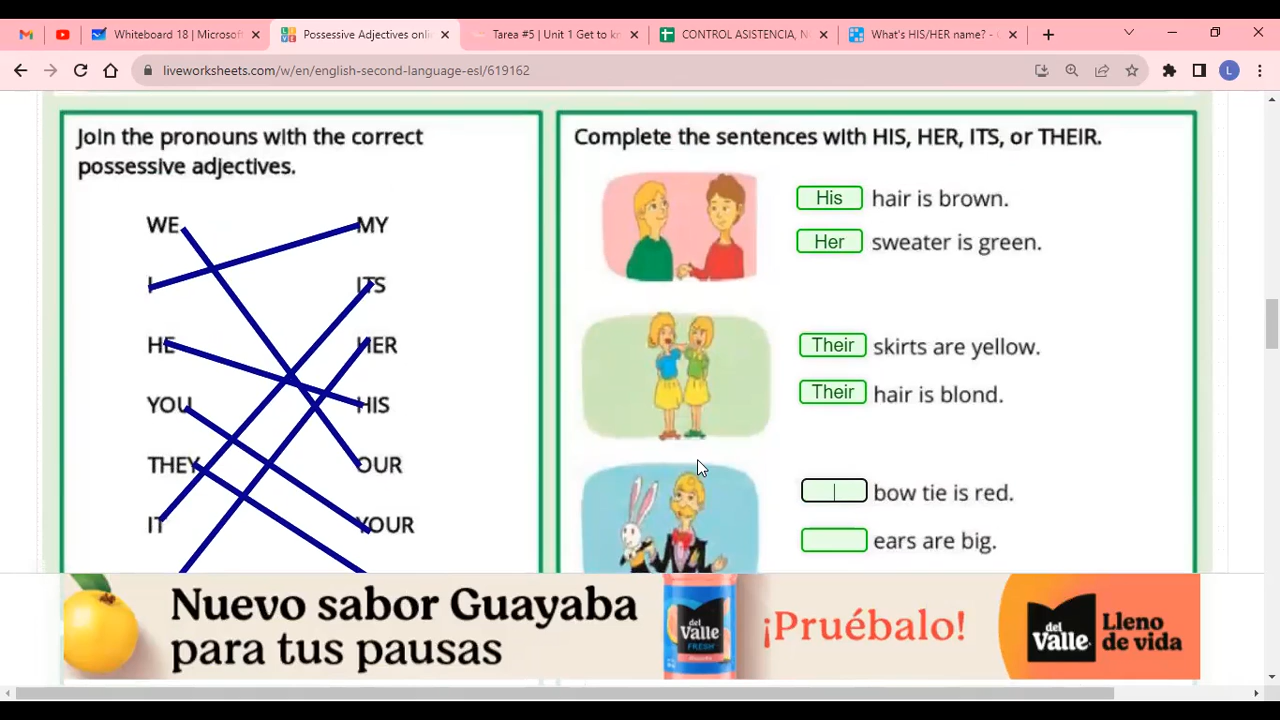 Whiteboard 18 | Microsoft
Possessive Adjectives onli
Tarea #5 | Unit 1 Get to kn
CONTROL ASISTENCIA, N
What's HIS/HER name? - G
liveworksheets.com/w/en/english-second-language-esl/619162
L
Join the pronouns with the correct
possessive adjectives.
WE
MY
I
ITS
HE
HER
YOU
HIS
THEY
OUR
IT
YOUR
Complete the sentences with HIS, HER, ITS, or THEIR.
His hair is brown.
Her sweater is green.
Their skirts are yellow.
Their hair is blond.
bow tie is red.
ears are big.
Nuevo sabor Guayaba
para tus pausas
del
Valle
FRESH
¡Pruébalo!
del
Valle
Lleno
de vida